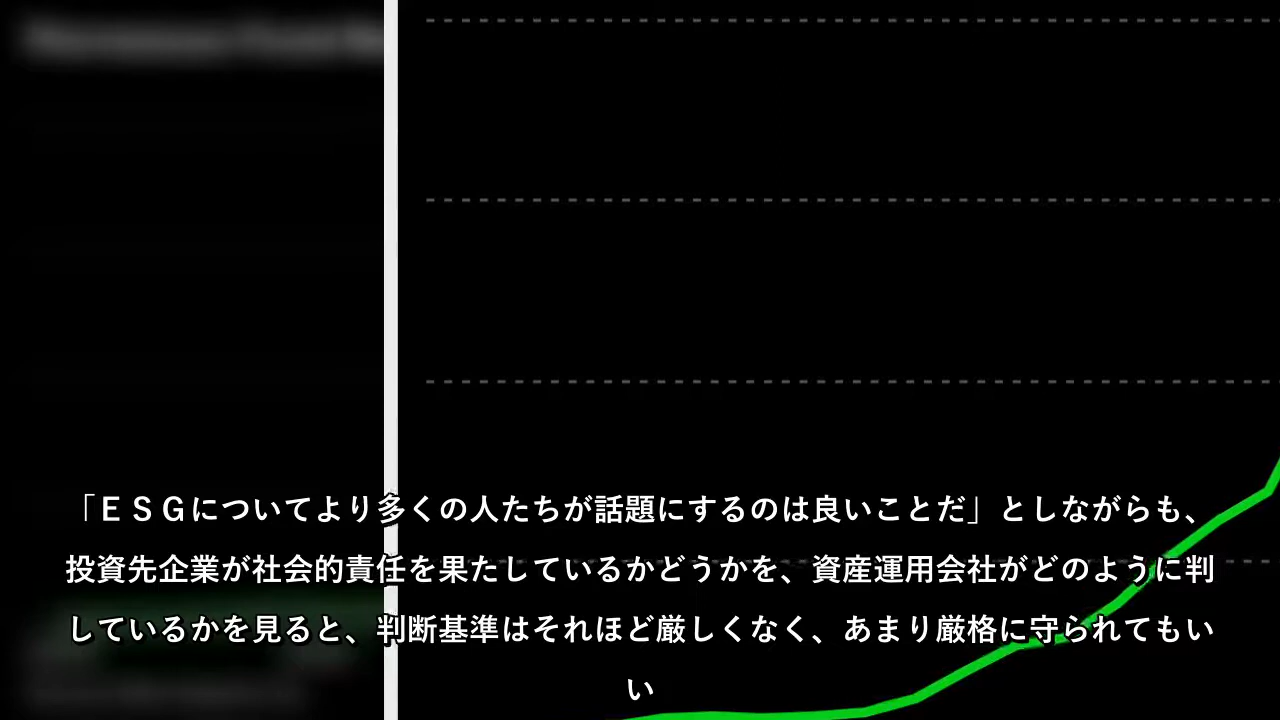 「ＥＳＧについてより多くの人たちが話題にするのは良いことだ」としながらも、
投資先企業が社会的責任を果たしているかどうかを、資産運用会社がどのように判
しているかを見ると、判断基準はそれほど厳しくなく、あまり厳格に守られてもい
い